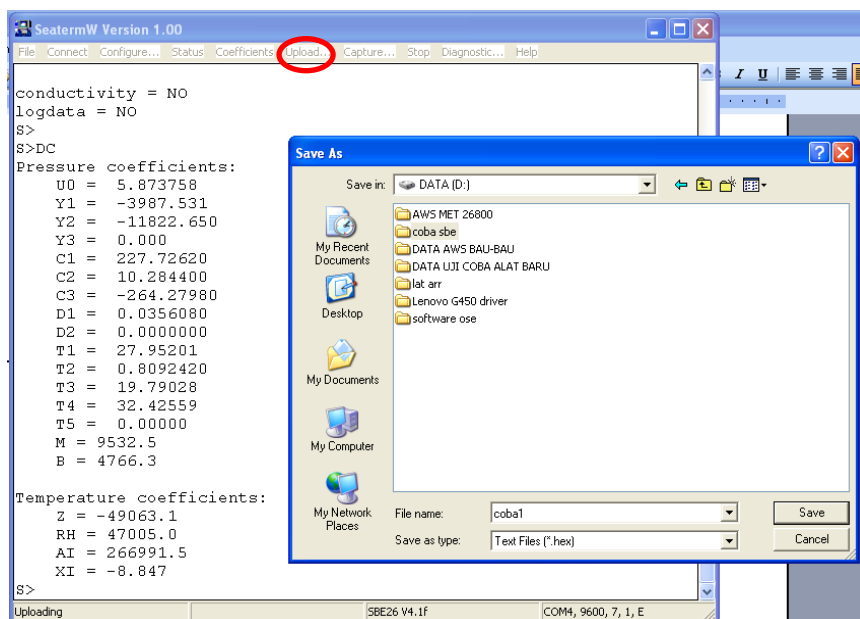 SeatermW Version 1.00
File Connect Configure... Status Coefficients Upload... Capture... Stop Diagnostic... Help
conductivity = NO
logdata = NO
S>
S>DC
Pressure coefficients:
U0 = 5.873758
Y1 = -3987.531
Y2 = -11822.650
Y3 = 0.000
C1 = 227.72620
C2 = 10.284400
C3 = -264.27980
D1 = 0.0356080
D2 = 0.0000000
T1 = 27.95201
T2 = 0.8092420
T3 = 19.79028
T4 = 32.42559
T5 = 0.00000
M = 9532.5
B = 4766.3
Temperature coefficients:
Z = -49063.1
RH = 47005.0
AI = 266991.5
XI = -8.847
S>
Uploading SBE26 V4.1f COM4, 9600, 7, 1, E
I U
Save As
Save in: DATA (D:)
My Recent Documents
Desktop
My Documents
My Computer
My Network Places
AWS MET 26800
coba sbe
DATA AWS BAU-BAU
DATA UJI COBA ALAT BARU
lat arr
Lenovo G450 driver
software ose
File name: coba1 Save
Save as type: Text Files (*.hex) Cancel